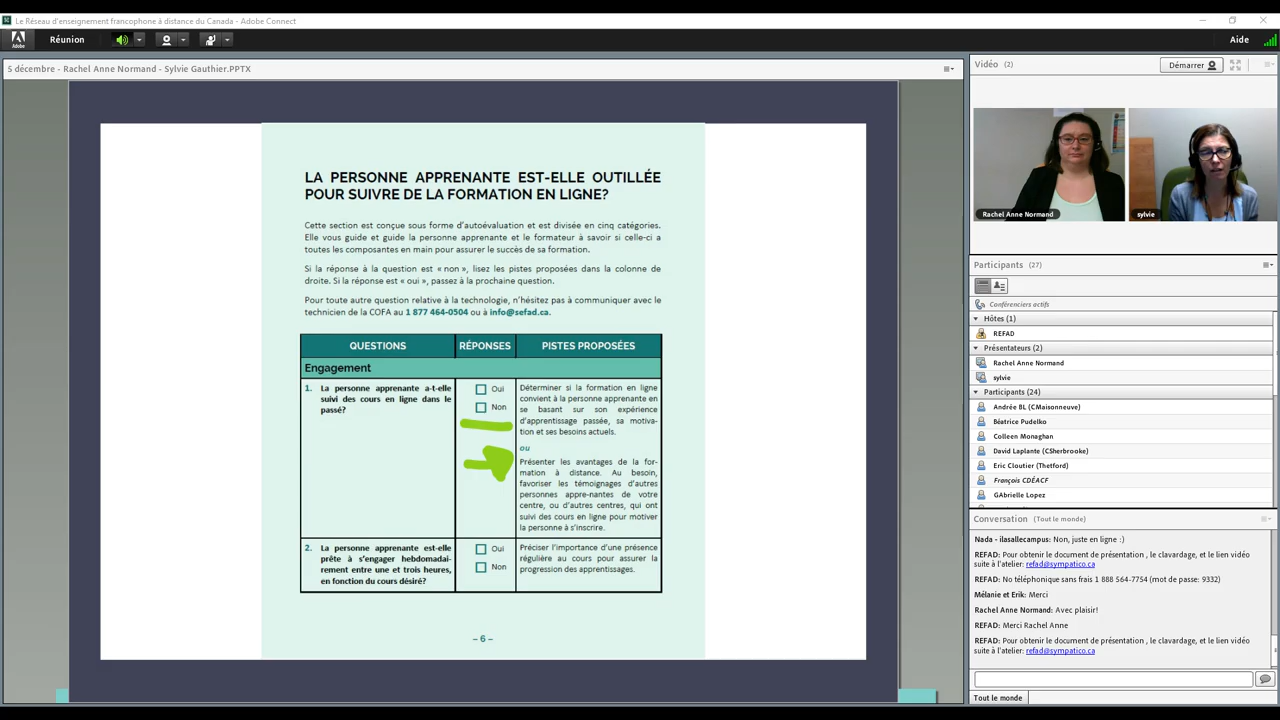 Le Réseau d'enseignement francophone à distance du Canada - Adobe Connect
Réunion
Aide
5 décembre - Rachel Anne Normand - Sylvie Gauthier.PPTX
LA PERSONNE APPRENANTE EST-ELLE OUTILLÉE
POUR SUIVRE DE LA FORMATION EN LIGNE?
Cette section est conçue sous forme d'autoévaluation et est divisée en cinq catégories.
Elle vous guide et guide la personne apprenante et le formateur à savoir si celle-ci a
toutes les composantes en main pour assurer le succès de sa formation.
Si la réponse à la question est « non », lisez les pistes proposées dans la colonne de
droite. Si la réponse est « oui », passez à la prochaine question.
Pour toute autre question relative à la technologie, n'hésitez pas à communiquer avec le
technicien de la COFA au 1 877 464-0504 ou à info@sefad.ca.
QUESTIONS
RÉPONSES
PISTES PROPOSÉES
Engagement
1. La personne apprenante a-t-elle
suivi des cours en ligne dans le
passé?
Oui
Non
Déterminer si la formation en ligne
convient à la personne apprenante en
se basant sur son expérience
d'apprentissage passée, sa motiva-
tion et ses besoins actuels.
ou
Présenter les avantages de la for-
mation à distance. Au besoin,
favoriser les témoignages d'autres
personnes appre-nantes de votre
centre, ou d'autres centres, qui ont
suivi des cours en ligne pour motiver
la personne à s'inscrire.
2. La personne apprenante est-elle
prête à s'engager hebdomadai-
rement entre une et trois heures,
en fonction du cours désiré?
Oui
Non
Préciser l'importance d'une présence
régulière au cours pour assurer la
progression des apprentissages.
– 6 –
Vidéo (2)
Démarrer
Rachel Anne Normand
sylvie
Participants (27)
Conférenciers actifs
Hôtes (1)
REFAD
Présentateurs (2)
Rachel Anne Normand
sylvie
Participants (24)
Andrée BL (CMaisonneuve)
Béatrice Pudelko
Colleen Monaghan
David Laplante (CSherbrooke)
Eric Cloutier (Thetford)
François CDÉACF
GAbrielle Lopez
Conversation (Tout le monde)
Nada - ilasallecampus: Non, juste en ligne :)
REFAD: Pour obtenir le document de présentation , le clavardage, et le lien vidéo
suite à l'atelier: refad@sympatico.ca
REFAD: No téléphonique sans frais 1 888 564-7754 (mot de passe: 9332)
Mélanie et Erik: Merci
Rachel Anne Normand: Avec plaisir!
REFAD: Merci Rachel Anne
REFAD: Pour obtenir le document de présentation , le clavardage, et le lien vidéo
suite à l'atelier: refad@sympatico.ca
Tout le monde